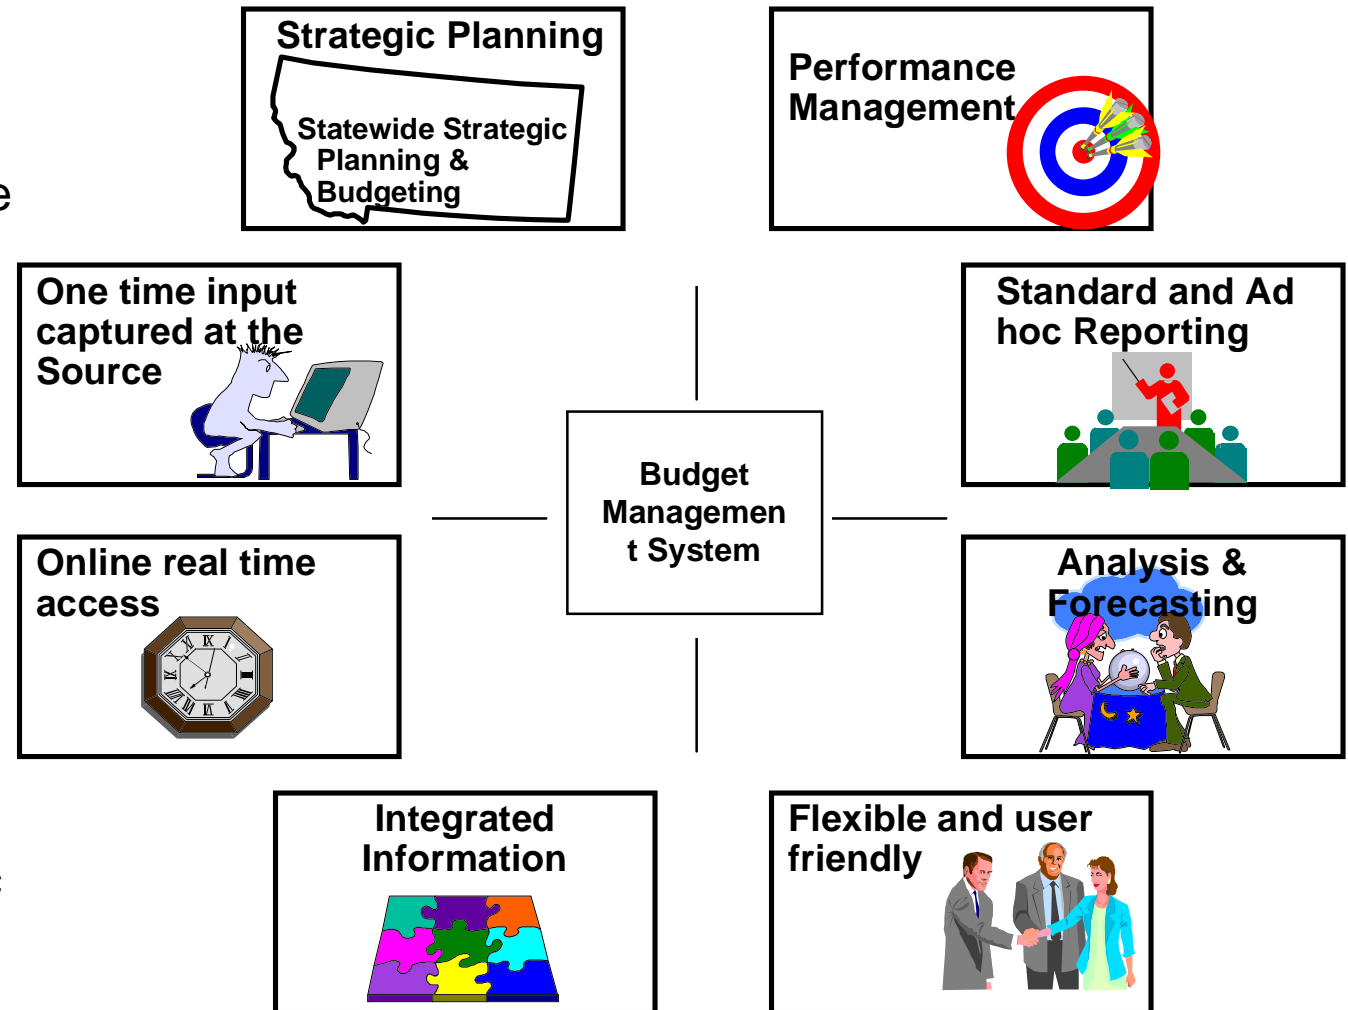 Strategic Planning
Statewide Strategic
Planning &
Budgeting
Performance
Management
e
One time input
captured at the
Source
Standard and Ad
hoc Reporting
Budget
Managemen
t System
Online real time
access
Analysis &
Forecasting
Integrated
Information
Flexible and user
friendly